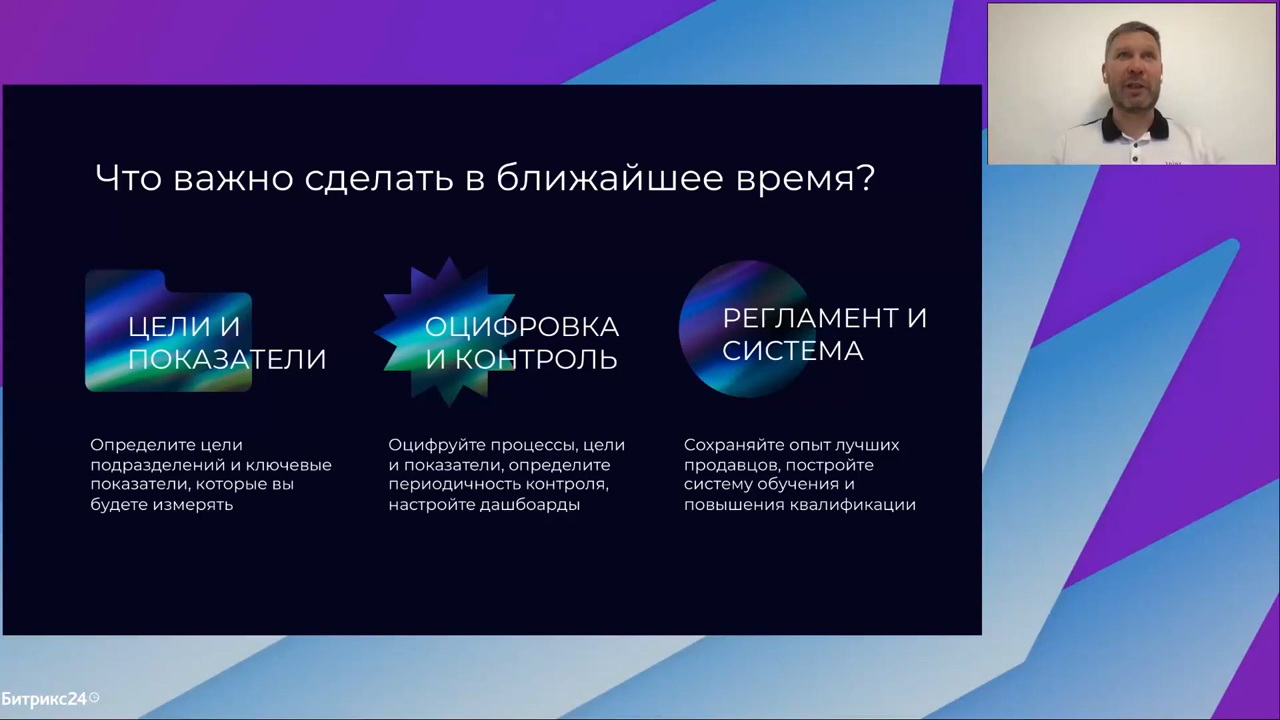 Что важно сделать в ближайшее время?
ЦЕЛИ И
ПОКАЗАТЕЛИ
Определите цели
подразделений и ключевые
показатели, которые вы
будете измерять
ОЦИФРОВКА
И КОНТРОЛЬ
Оцифруйте процессы, цели
и показатели, определите
периодичность контроля,
настройте дашборды
РЕГЛАМЕНТ И
СИСТЕМА
Сохраняйте опыт лучших
продавцов, постройте
систему обучения и
повышения квалификации
Битрикс24